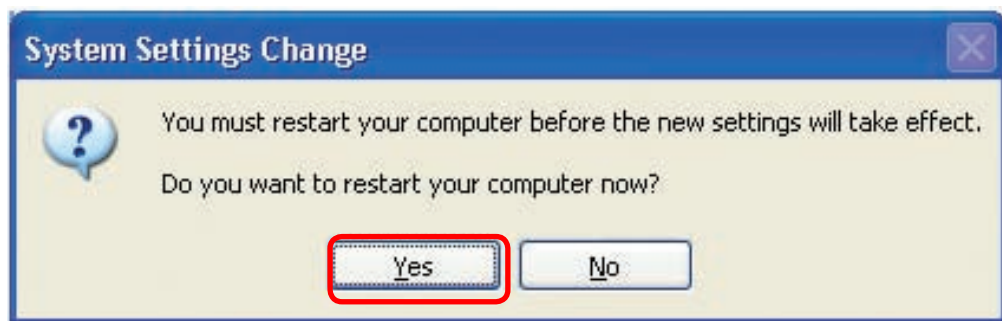 System Settings Change
You must restart your computer before the new settings will take effect.
Do you want to restart your computer now?
Yes No